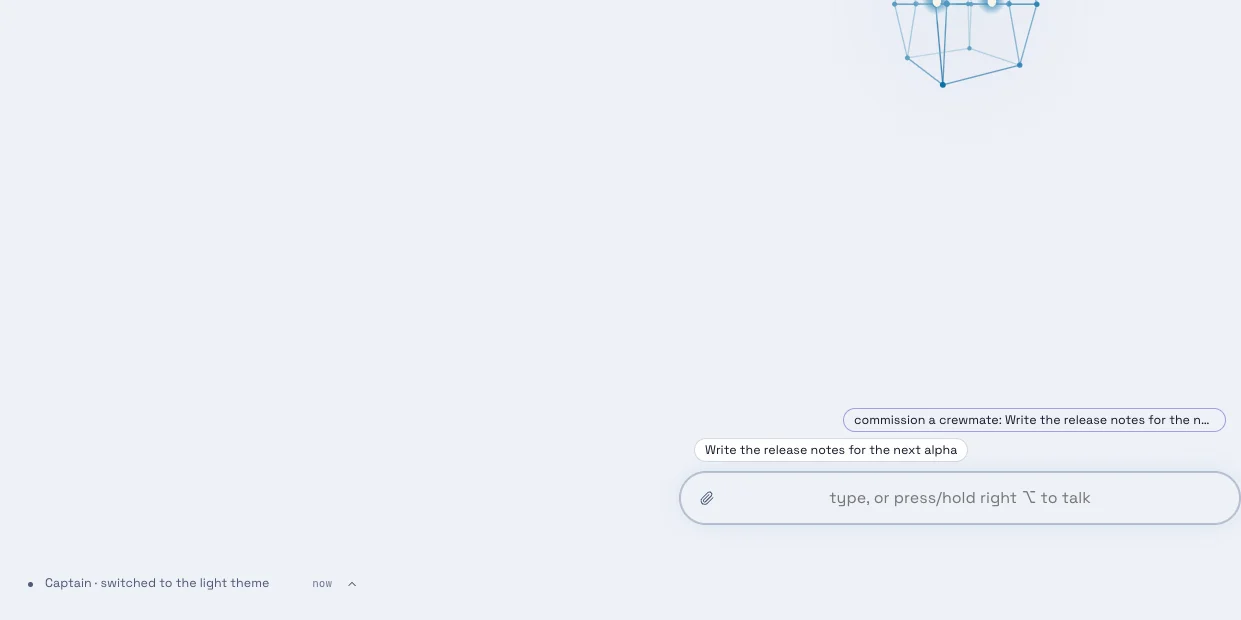 commission a crewmate: Write the release notes for the n...
Write the release notes for the next alpha
type, or press/hold right ⌥ to talk
Captain · switched to the light theme now